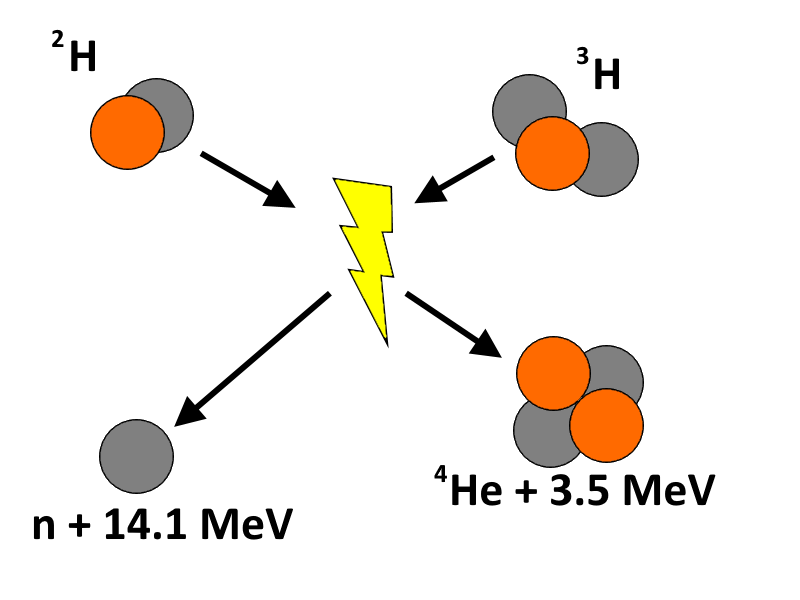 ²H
³H
⁴He + 3.5 MeV
n + 14.1 MeV